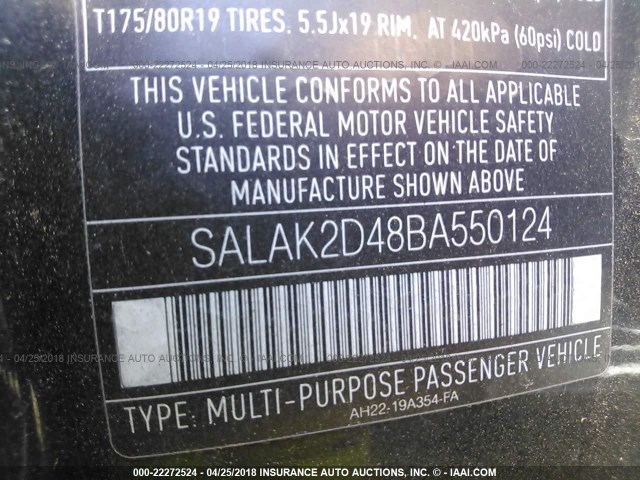 T175/80R19 TIRES. 5.5Jx19 RIM, AT 420kPa (60psi) COLD
THIS VEHICLE CONFORMS TO ALL APPLICABLE
U.S. FEDERAL MOTOR VEHICLE SAFETY
STANDARDS IN EFFECT ON THE DATE OF
MANUFACTURE SHOWN ABOVE
SALAK2D48BA550124
TYPE: MULTI-PURPOSE PASSENGER VEHICLE
AH22-19A354-FA
000-22272524 - 04/25/2018 INSURANCE AUTO AUCTIONS, INC. - © IAAI.COM